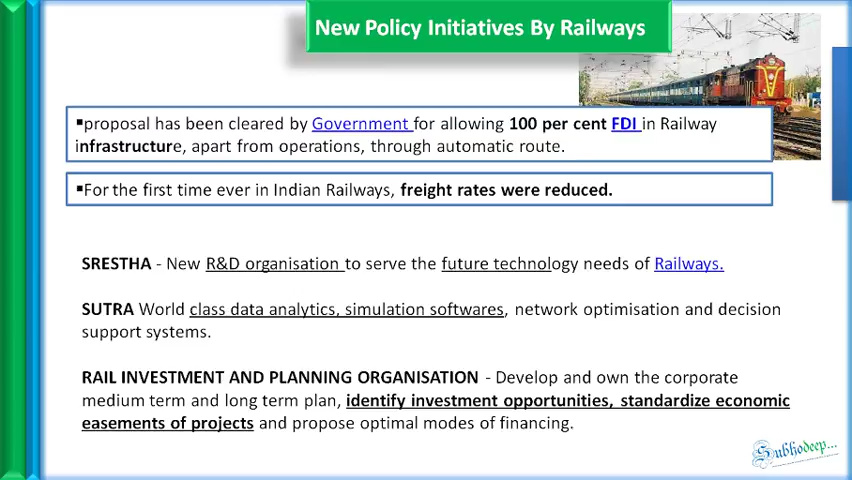 New Policy Initiatives By Railways
▪proposal has been cleared by Government for allowing 100 per cent FDI in Railway
infrastructure, apart from operations, through automatic route.
▪For the first time ever in Indian Railways, freight rates were reduced.
SRESTHA - New R&D organisation to serve the future technology needs of Railways.
SUTRA World class data analytics, simulation softwares, network optimisation and decision
support systems.
RAIL INVESTMENT AND PLANNING ORGANISATION - Develop and own the corporate
medium term and long term plan, identify investment opportunities, standardize economic
easements of projects and propose optimal modes of financing.
Subhodeep...